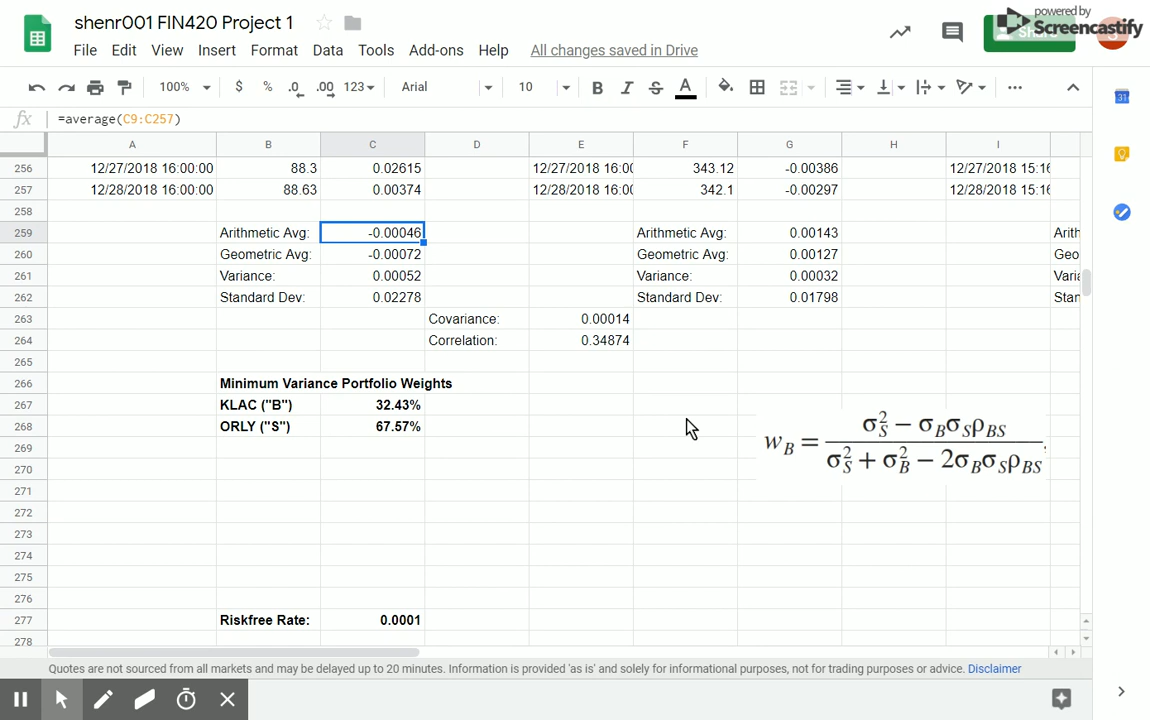 shenr001 FIN420 Project 1
powered by
Screencastify
File Edit View Insert Format Data Tools Add-ons Help All changes saved in Drive
100% $ % .0 .00 123 Arial 10 B I S A ...
31
fx =average(C9:C257)
A B C D E F G H I
256 12/27/2018 16:00:00 88.3 0.02615 12/27/2018 16:00 343.12 -0.00386 12/27/2018 15:16
257 12/28/2018 16:00:00 88.63 0.00374 12/28/2018 16:00 342.1 -0.00297 12/28/2018 15:16
258
259 Arithmetic Avg: -0.00046 Arithmetic Avg: 0.00143 Arith
260 Geometric Avg: -0.00072 Geometric Avg: 0.00127 Geo
261 Variance: 0.00052 Variance: 0.00032 Varia
262 Standard Dev: 0.02278 Standard Dev: 0.01798 Stan
263 Covariance: 0.00014
264 Correlation: 0.34874
265
266 Minimum Variance Portfolio Weights
267 KLAC ("B") 32.43%
268 ORLY ("S") 67.57%
w_B = (σ_S² − σ_Bσ_Sρ_BS) / (σ_S² + σ_B² − 2σ_Bσ_Sρ_BS)
269
270
271
272
273
274
275
276
277 Riskfree Rate: 0.0001
278
Quotes are not sourced from all markets and may be delayed up to 20 minutes. Information is provided 'as is' and solely for informational purposes, not for trading purposes or advice. Disclaimer